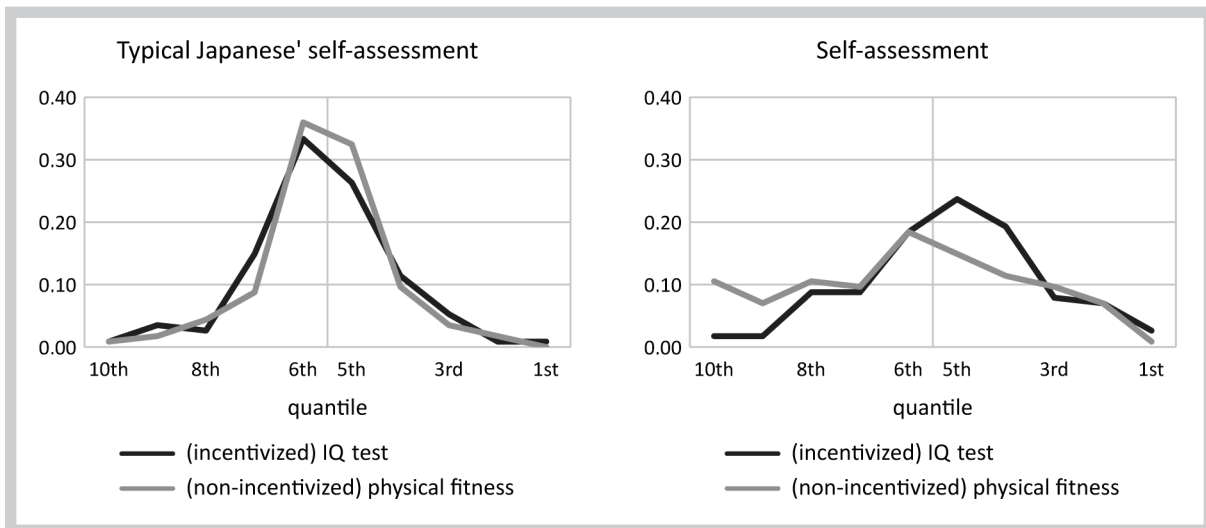 Typical Japanese' self-assessment
0.40
0.30
0.20
0.10
0.00
10th 8th 6th 5th 3rd 1st
quantile
(incentivized) IQ test
(non-incentivized) physical fitness
Self-assessment
0.40
0.30
0.20
0.10
0.00
10th 8th 6th 5th 3rd 1st
quantile
(incentivized) IQ test
(non-incentivized) physical fitness